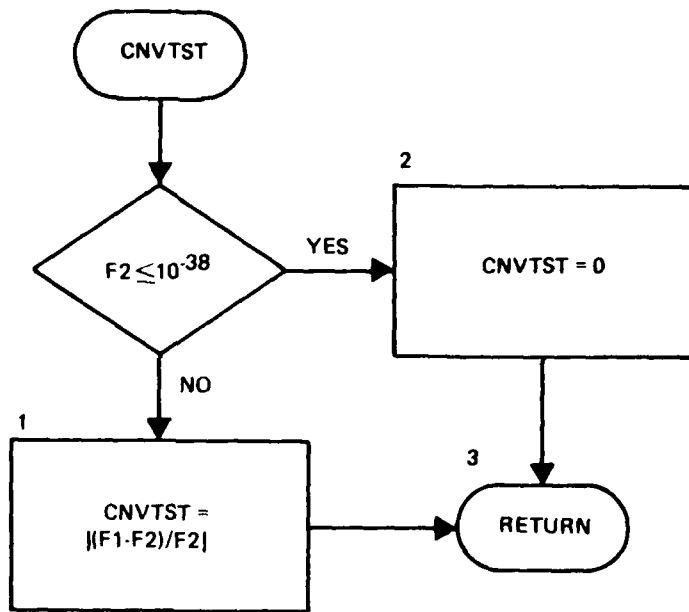 CNVTST
F2 ≤ 10⁻³⁸
YES
2
CNVTST = 0
NO
1
CNVTST =
|(F1-F2)/F2|
3
RETURN